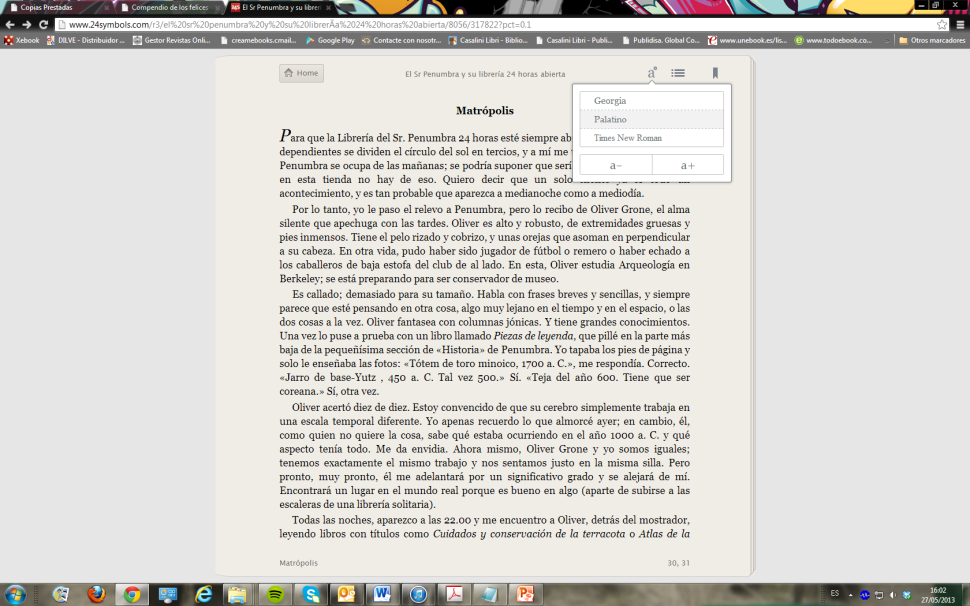 Copias Prestadas
Compendio de los felices
El Sr Penumbra y su librer
www.24symbols.com/r3/el%20sr%20penumbra%20y%20su%20librerÃ­a%2024%20horas%20abierta/8056/317822?pct=0.1
Xebook
DILVE - Distribuidor ...
Gestor Revistas Onli...
creamebooks.cmail...
Google Play
Contacte con nosotr...
Casalini Libri - Biblio...
Casalini Libri - Publi...
Publidisa. Global Co...
www.unebook.es/lis...
www.todoebook.co...
Otros marcadores
Home
El Sr Penumbra y su librería 24 horas abierta
a
Georgia
Palatino
Times New Roman
a-
a+
Matrópolis
Para que la Librería del Sr. Penumbra 24 horas esté siempre
dependientes se dividen el círculo del sol en tercios, y a mí me
Penumbra se ocupa de las mañanas; se podría suponer que
en esta tienda no hay de eso. Quiero decir que un solo
acontecimiento, y es tan probable que aparezca a medianoche como a mediodía.
Por lo tanto, yo le paso el relevo a Penumbra, pero lo recibo de Oliver Grone, el alma
silente que apechuga con las tardes. Oliver es alto y robusto, de extremidades gruesas y
pies inmensos. Tiene el pelo rizado y cobrizo, y unas orejas que asoman en perpendicular
a su cabeza. En otra vida, pudo haber sido jugador de fútbol o remero o haber echado a
los caballeros de baja estofa del club de al lado. En esta, Oliver estudia Arqueología en
Berkeley; se está preparando para ser conservador de museo.
Es callado; demasiado para su tamaño. Habla con frases breves y sencillas, y siempre
parece que esté pensando en otra cosa, algo muy lejano en el tiempo y en el espacio, o las
dos cosas a la vez. Oliver fantasea con columnas jónicas. Y tiene grandes conocimientos.
Una vez lo puse a prueba con un libro llamado Piezas de leyenda, que pillé en la parte más
baja de la pequeñísima sección de «Historia» de Penumbra. Yo tapaba los pies de página y
solo le enseñaba las fotos: «Tótem de toro minoico, 1700 a. C.», me respondía. Correcto.
«Jarro de base-Yutz , 450 a. C. Tal vez 500.» Sí. «Teja del año 600. Tiene que ser
coreana.» Sí, otra vez.
Oliver acertó diez de diez. Estoy convencido de que su cerebro simplemente trabaja en
una escala temporal diferente. Yo apenas recuerdo lo que almorcé ayer; en cambio, él,
como quien no quiere la cosa, sabe qué estaba ocurriendo en el año 1000 a. C. y qué
aspecto tenía todo. Me da envidia. Ahora mismo, Oliver Grone y yo somos iguales;
tenemos exactamente el mismo trabajo y nos sentamos justo en la misma silla. Pero
pronto, muy pronto, él me adelantará por un significativo grado y se alejará de mí.
Encontrará un lugar en el mundo real porque es bueno en algo (aparte de subirse a las
escaleras de una librería solitaria).
Todas las noches, aparezco a las 22.00 y me encuentro a Oliver, detrás del mostrador,
leyendo libros con títulos como Cuidados y conservación de la terracota o Atlas de la
Matrópolis
30, 31
ES
16:02
27/05/2013